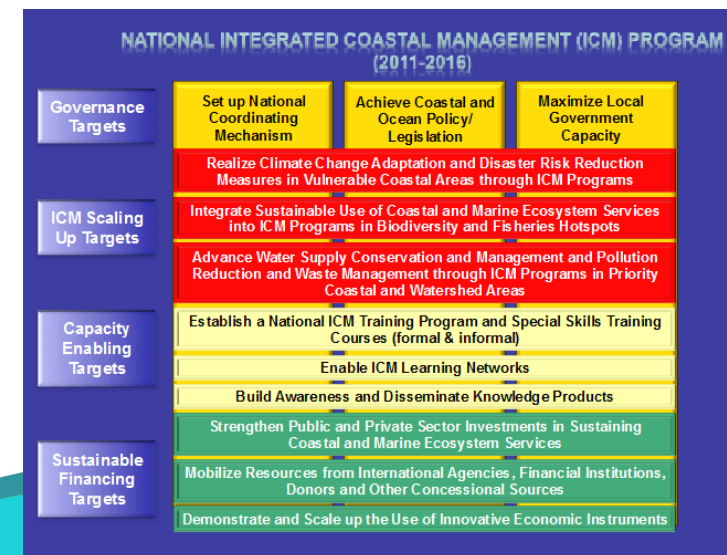 NATIONAL INTEGRATED COASTAL MANAGEMENT (ICM) PROGRAM
(2011-2016)
Governance
Targets
Set up National
Coordinating
Mechanism
Achieve Coastal and
Ocean Policy/
Legislation
Maximize Local
Government
Capacity
ICM Scaling
Up Targets
Realize Climate Change Adaptation and Disaster Risk Reduction
Measures in Vulnerable Coastal Areas through ICM Programs
Integrate Sustainable Use of Coastal and Marine Ecosystem Services
into ICM Programs in Biodiversity and Fisheries Hotspots
Advance Water Supply Conservation and Management and Pollution
Reduction and Waste Management through ICM Programs in Priority
Coastal and Watershed Areas
Capacity
Enabling
Targets
Establish a National ICM Training Program and Special Skills Training
Courses (formal & informal)
Enable ICM Learning Networks
Build Awareness and Disseminate Knowledge Products
Sustainable
Financing
Targets
Strengthen Public and Private Sector Investments in Sustaining
Coastal and Marine Ecosystem Services
Mobilize Resources from International Agencies, Financial Institutions,
Donors and Other Concessional Sources
Demonstrate and Scale up the Use of Innovative Economic Instruments